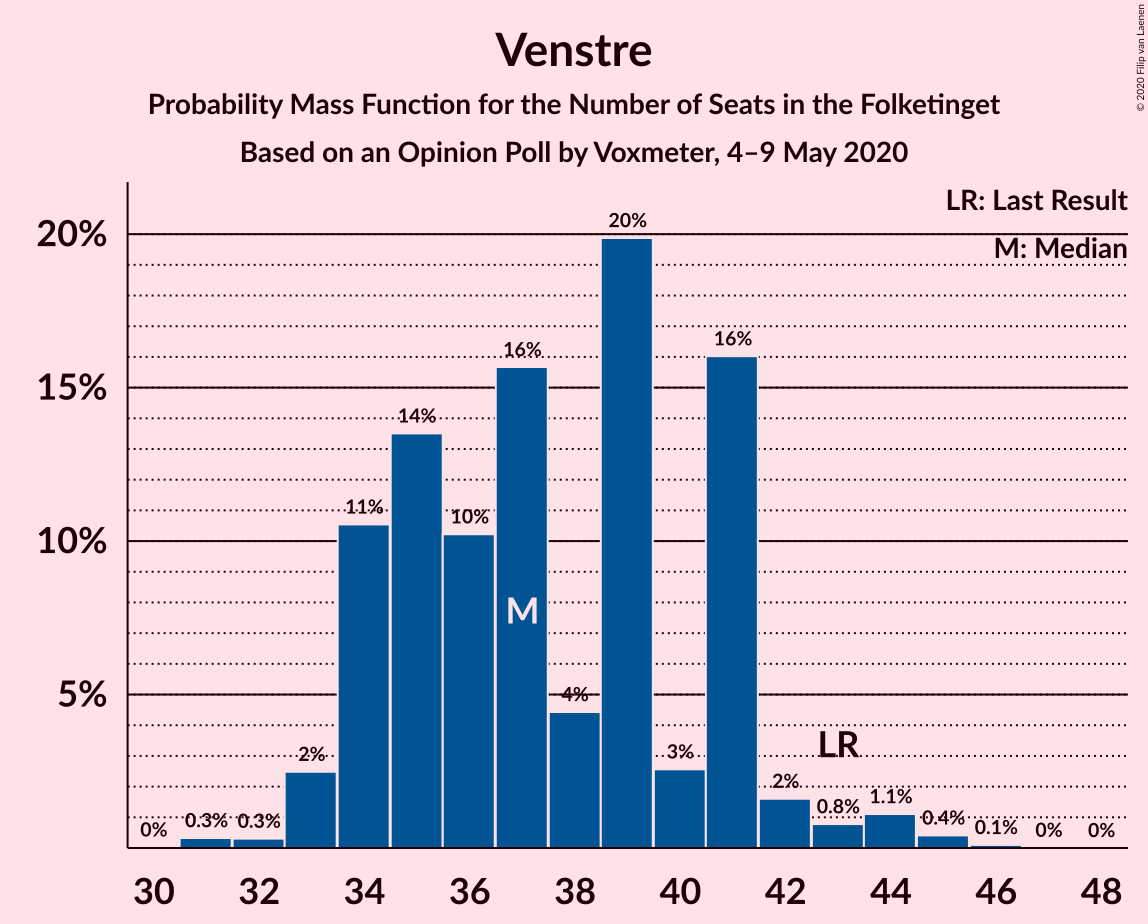 Venstre
Probability Mass Function for the Number of Seats in the Folketinget
Based on an Opinion Poll by Voxmeter, 4–9 May 2020
© 2020 Filip van Laenen
LR: Last Result
M: Median
20%
15%
10%
5%
0%
0.3%
0.3%
2%
11%
14%
10%
16%
4%
20%
3%
16%
2%
0.8%
1.1%
0.4%
0.1%
0%
0%
M
LR
30 32 34 36 38 40 42 44 46 48